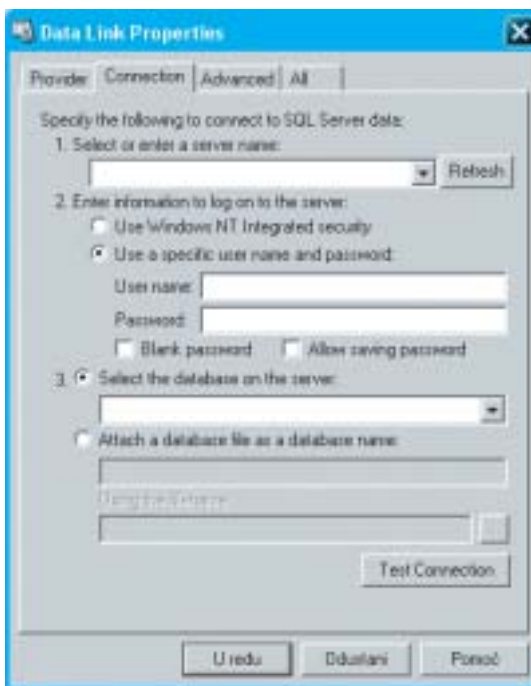 Data Link Properties
Provider Connection Advanced All
Specify the following to connect to SQL Server data:
1. Select or enter a server name:
Refresh
2. Enter information to log on to the server:
Use Windows NT Integrated security
Use a specific user name and password:
User name:
Password:
Blank password Allow saving password
3. Select the database on the server:
Attach a database file as a database name:
Using the filename:
Test Connection
U redu Odustani Pomoć